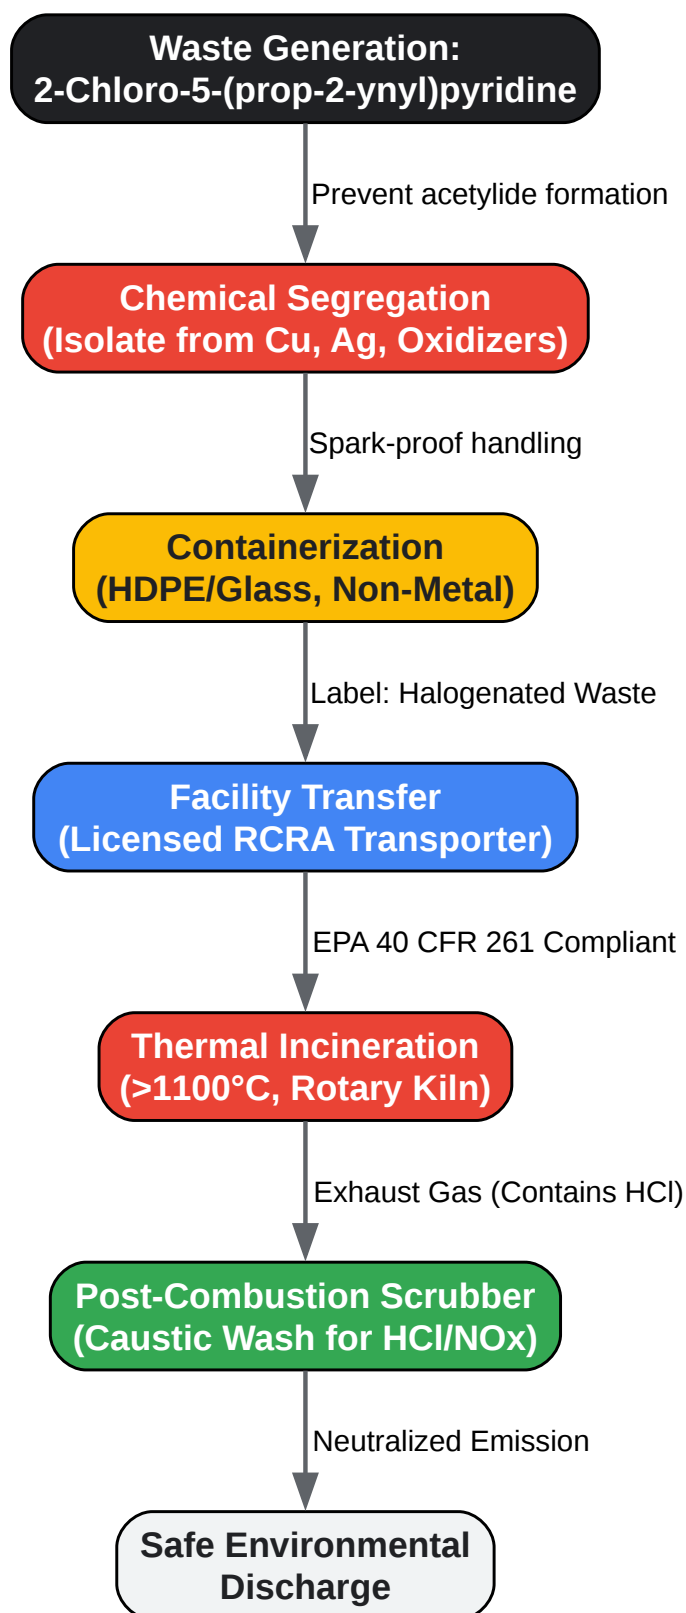 Waste Generation:
2-Chloro-5-(prop-2-ynyl)pyridine
Prevent acetylide formation
Chemical Segregation
(Isolate from Cu, Ag, Oxidizers)
Spark-proof handling
Containerization
(HDPE/Glass, Non-Metal)
Label: Halogenated Waste
Facility Transfer
(Licensed RCRA Transporter)
EPA 40 CFR 261 Compliant
Thermal Incineration
(>1100°C, Rotary Kiln)
Exhaust Gas (Contains HCl)
Post-Combustion Scrubber
(Caustic Wash for HCl/NOx)
Neutralized Emission
Safe Environmental
Discharge